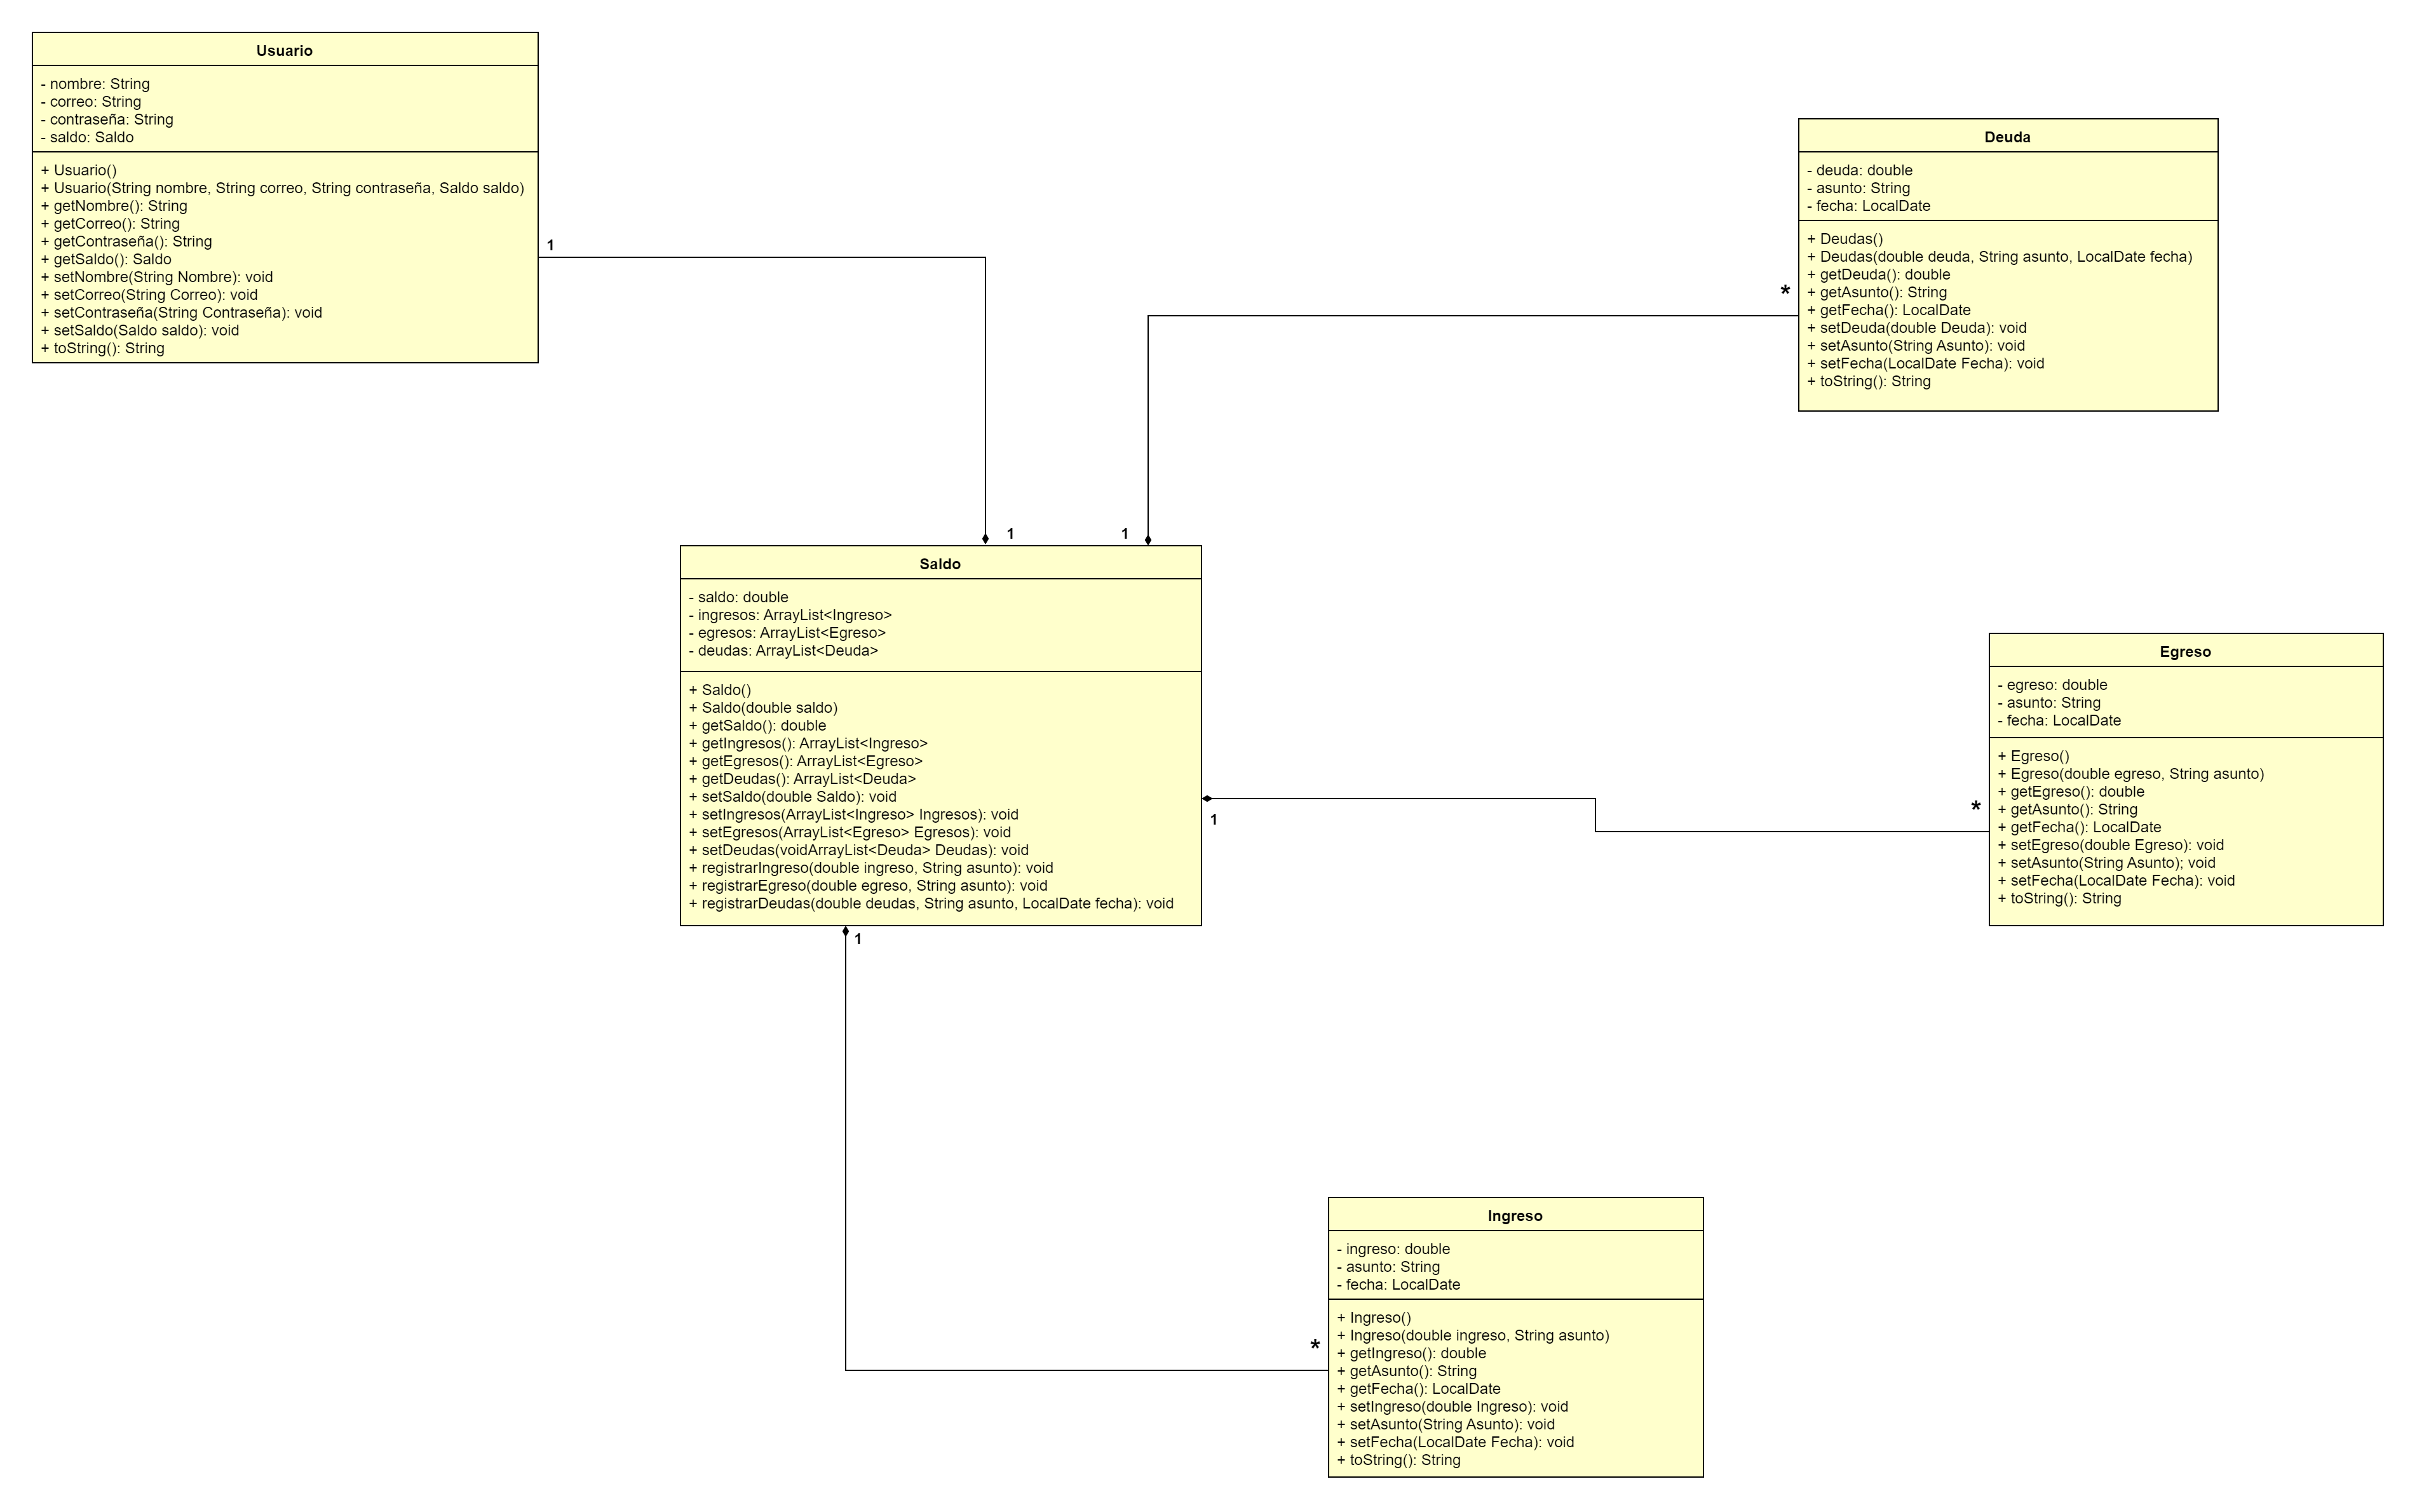 Usuario
- nombre: String
- correo: String
- contraseña: String
- saldo: Saldo
+ Usuario()
+ Usuario(String nombre, String correo, String contraseña, Saldo saldo)
+ getNombre(): String
+ getCorreo(): String
+ getContraseña(): String
+ getSaldo(): Saldo
+ setNombre(String Nombre): void
+ setCorreo(String Correo): void
+ setContraseña(String Contraseña): void
+ setSaldo(Saldo saldo): void
+ toString(): String
1
1
Deuda
- deuda: double
- asunto: String
- fecha: LocalDate
+ Deudas()
+ Deudas(double deuda, String asunto, LocalDate fecha)
+ getDeuda(): double
+ getAsunto(): String
+ getFecha(): LocalDate
+ setDeuda(double Deuda): void
+ setAsunto(String Asunto): void
+ setFecha(LocalDate Fecha): void
+ toString(): String
*
1
Saldo
- saldo: double
- ingresos: ArrayList<Ingreso>
- egresos: ArrayList<Egreso>
- deudas: ArrayList<Deuda>
+ Saldo()
+ Saldo(double saldo)
+ getSaldo(): double
+ getIngresos(): ArrayList<Ingreso>
+ getEgresos(): ArrayList<Egreso>
+ getDeudas(): ArrayList<Deuda>
+ setSaldo(double Saldo): void
+ setIngresos(ArrayList<Ingreso> Ingresos): void
+ setEgresos(ArrayList<Egreso> Egresos): void
+ setDeudas(voidArrayList<Deuda> Deudas): void
+ registrarIngreso(double ingreso, String asunto): void
+ registrarEgreso(double egreso, String asunto): void
+ registrarDeudas(double deudas, String asunto, LocalDate fecha): void
1
*
Egreso
- egreso: double
- asunto: String
- fecha: LocalDate
+ Egreso()
+ Egreso(double egreso, String asunto)
+ getEgreso(): double
+ getAsunto(): String
+ getFecha(): LocalDate
+ setEgreso(double Egreso): void
+ setAsunto(String Asunto); void
+ setFecha(LocalDate Fecha): void
+ toString(): String
1
*
Ingreso
- ingreso: double
- asunto: String
- fecha: LocalDate
+ Ingreso()
+ Ingreso(double ingreso, String asunto)
+ getIngreso(): double
+ getAsunto(): String
+ getFecha(): LocalDate
+ setIngreso(double Ingreso): void
+ setAsunto(String Asunto): void
+ setFecha(LocalDate Fecha): void
+ toString(): String